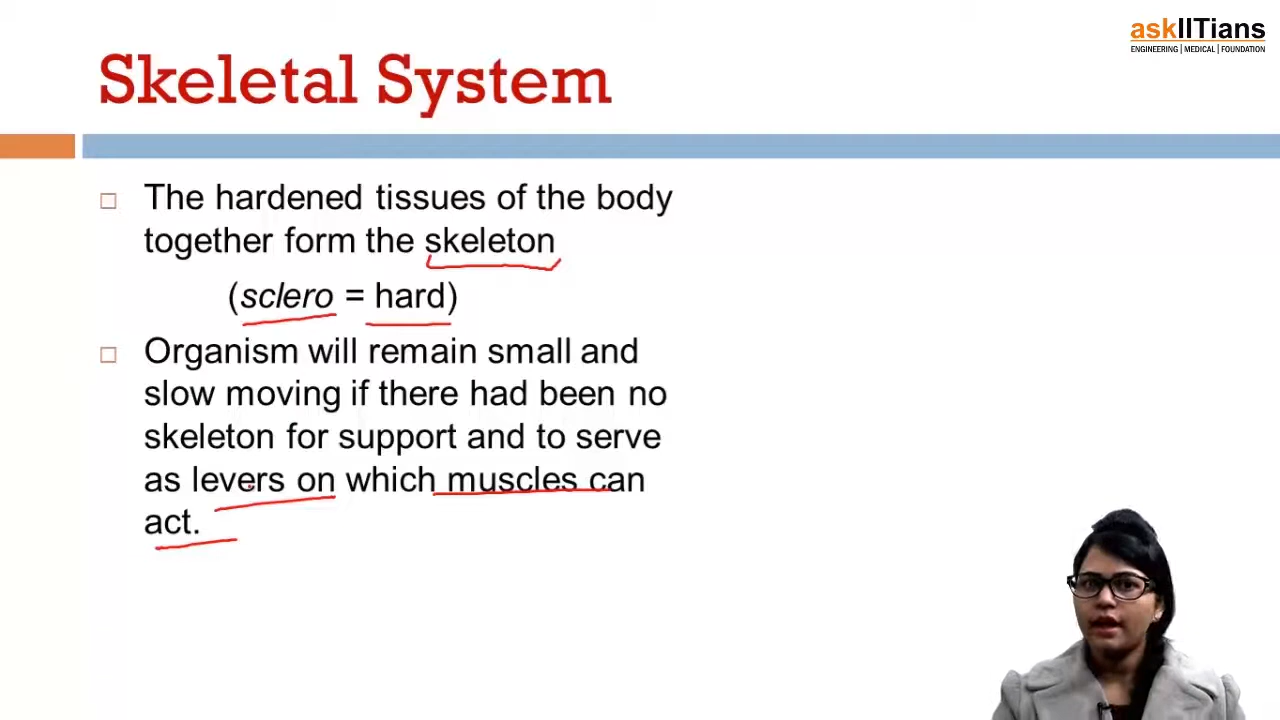 askIITians
ENGINEERING | MEDICAL | FOUNDATION
Skeletal System
The hardened tissues of the body
together form the skeleton
(sclero = hard)
Organism will remain small and
slow moving if there had been no
skeleton for support and to serve
as levers on which muscles can
act.